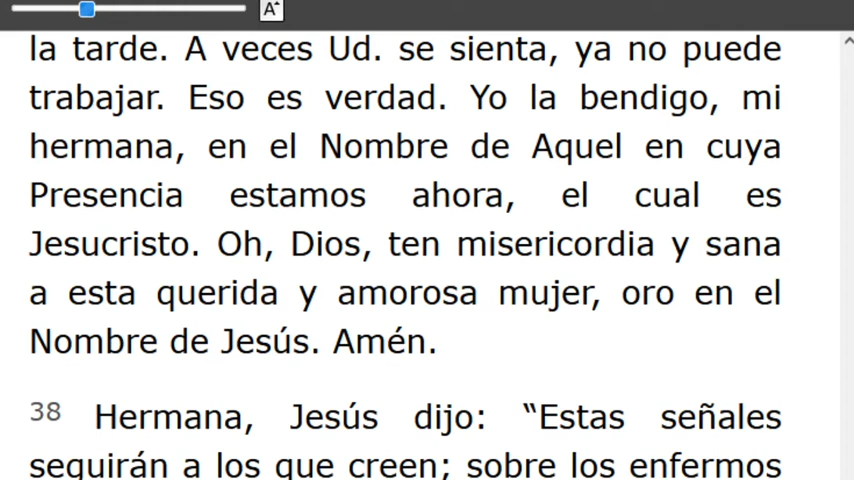 A
la tarde. A veces Ud. se sienta, ya no puede
trabajar. Eso es verdad. Yo la bendigo, mi
hermana, en el Nombre de Aquel en cuya
Presencia estamos ahora, el cual es
Jesucristo. Oh, Dios, ten misericordia y sana
a esta querida y amorosa mujer, oro en el
Nombre de Jesús. Amén.
38 Hermana, Jesús dijo: “Estas señales
seguirán a los que creen; sobre los enfermos